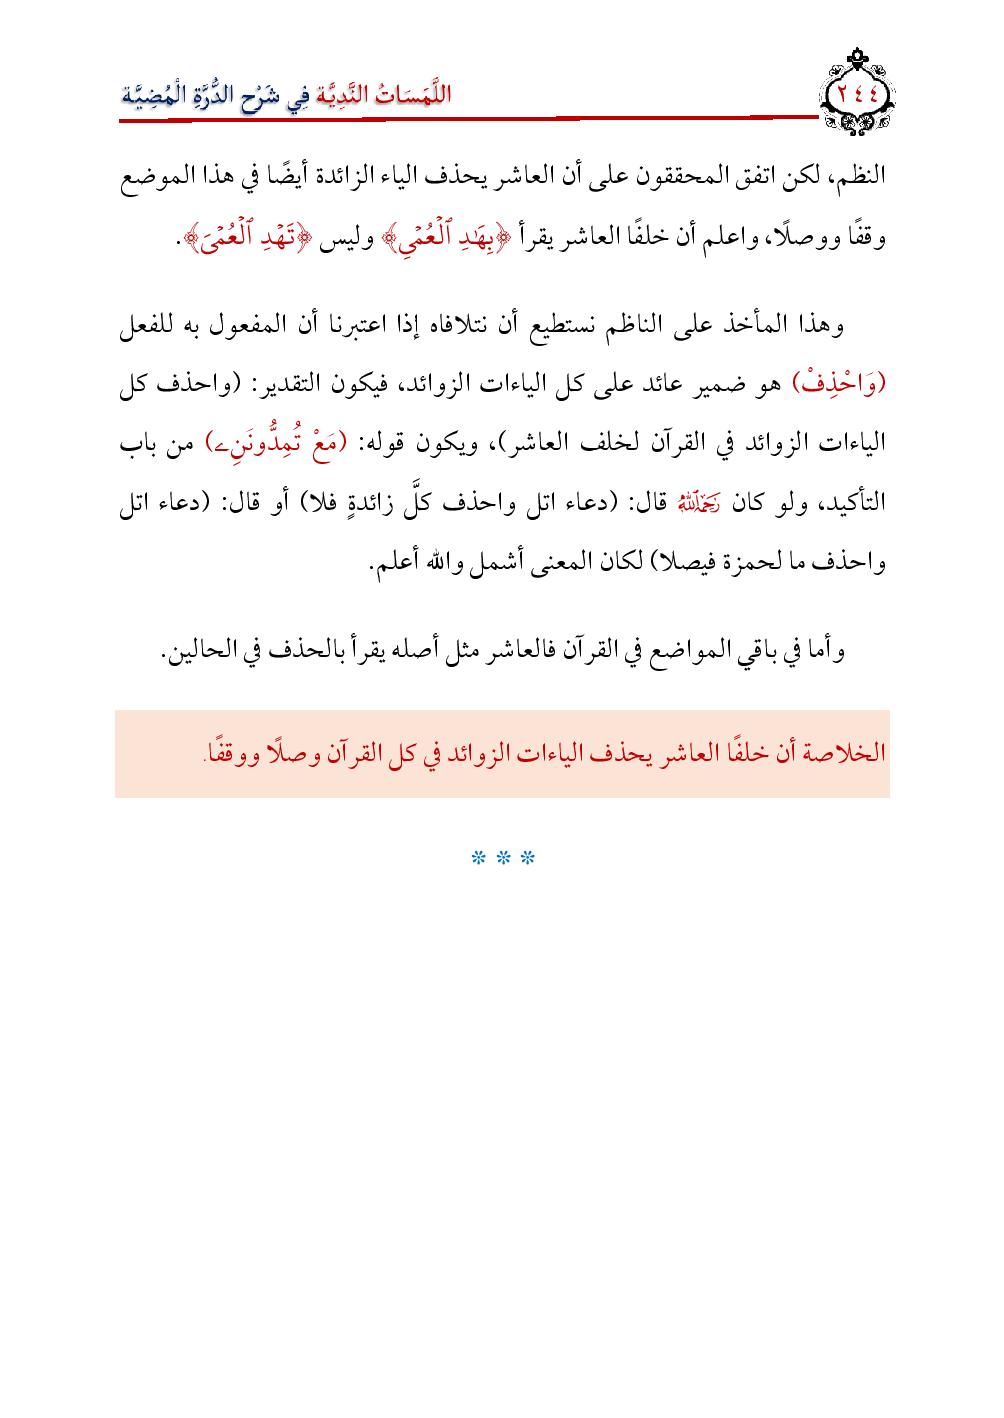 ٢٤٤
اللَّمَسَاتُ النَّدِيَّة فِي شَرْح الدُّرَّةِ الْمُضِيَّة
النظم، لكن اتفق المحققون على أن العاشر يحذف الياء الزائدة أيضًا في هذا الموضع
وقفًا ووصلًا، واعلم أن خلفًا العاشر يقرأ ﴿بِهَٰدِ ٱلۡعُمۡيِ﴾ وليس ﴿تَهۡدِ ٱلۡعُمۡيَ﴾.
وهذا المأخذ على الناظم نستطيع أن نتلافاه إذا اعتبرنا أن المفعول به للفعل
(وَاحْذِفْ) هو ضمير عائد على كل الياءات الزوائد، فيكون التقدير: (واحذف كل
الياءات الزوائد في القرآن لخلف العاشر)، ويكون قوله: (مَعْ تُمِدُّونَنِے) من باب
التأكيد، ولو كان رَحِمَهُ ٱللَّهُ قال: (دعاء اتل واحذف كلَّ زائدةٍ فلا) أو قال: (دعاء اتل
واحذف ما لحمزة فيصلا) لكان المعنى أشمل والله أعلم.
وأما في باقي المواضع في القرآن فالعاشر مثل أصله يقرأ بالحذف في الحالين.
الخلاصة أن خلفًا العاشر يحذف الياءات الزوائد في كل القرآن وصلًا ووقفًا.
* * *